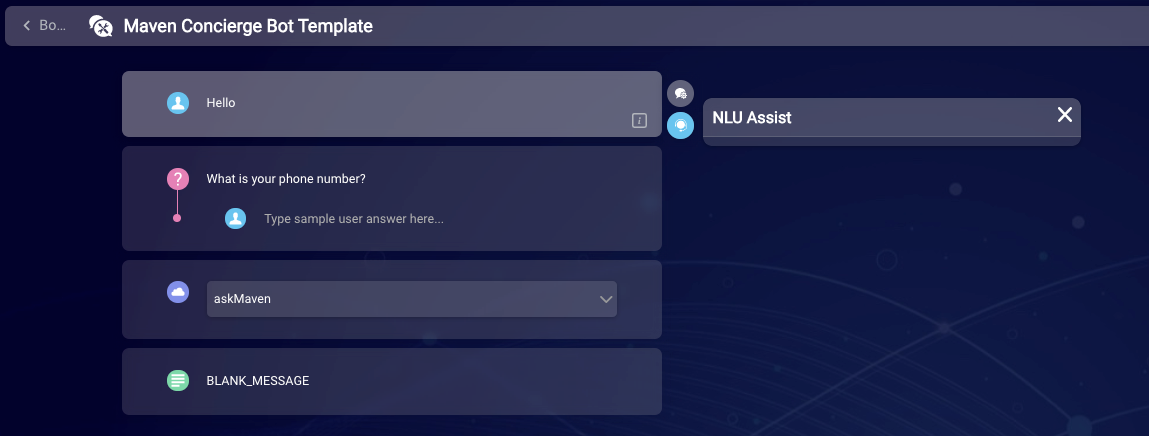 Bo...
Maven Concierge Bot Template
Hello
NLU Assist
What is your phone number?
Type sample user answer here...
askMaven
BLANK_MESSAGE